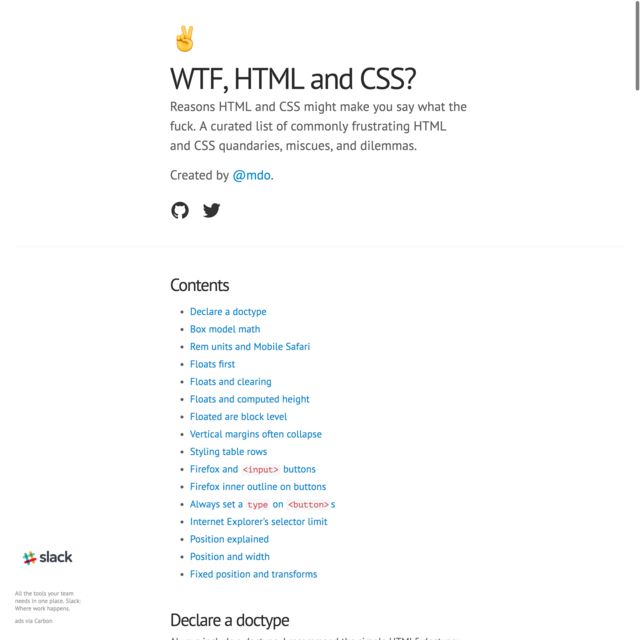 WTF, HTML and CSS?
Reasons HTML and CSS might make you say what the
fuck. A curated list of commonly frustrating HTML
and CSS quandaries, miscues, and dilemmas.
Created by @mdo.
Contents
Declare a doctype
Box model math
Rem units and Mobile Safari
Floats first
Floats and clearing
Floats and computed height
Floated are block level
Vertical margins often collapse
Styling table rows
Firefox and <input> buttons
Firefox inner outline on buttons
Always set a type on <button>s
Internet Explorer's selector limit
Position explained
Position and width
Fixed position and transforms
slack
All the tools your team
needs in one place. Slack:
Where work happens.
ads via Carbon
Declare a doctype